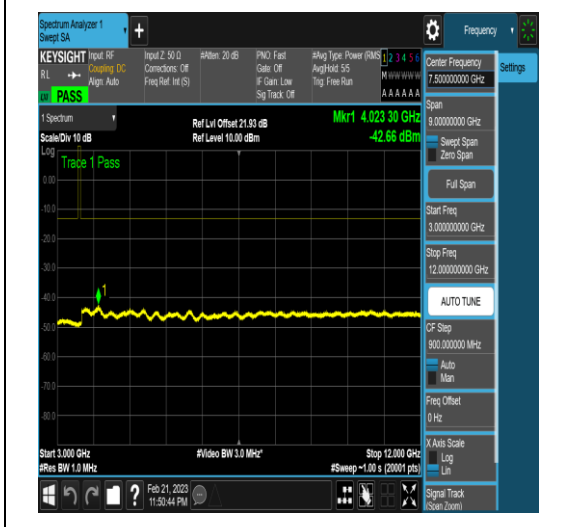 Spectrum Analyzer 1
Swept SA
Frequency
KEYSIGHT
RL
PASS
Input: RF
Coupling: DC
Align: Auto
Input Z: 50 Ω
Corrections: Off
Freq Ref: Int (S)
#Atten: 20 dB
PNO: Fast
Gate: Off
IF Gain: Low
Sig Track: Off
#Avg Type: Power (RMS
Avg|Hold: 5/5
Trig: Free Run
1 2 3 4 5 6
M W W W W W
A A A A A A
1 Spectrum
Scale/Div 10 dB
Ref Lvl Offset 21.93 dB
Ref Level 10.00 dBm
Mkr1 4.023 30 GHz
-42.66 dBm
Log
Trace 1 Pass
0.00
-10.0
-20.0
-30.0
-40.0
-50.0
-60.0
-70.0
-80.0
1
Start 3.000 GHz
#Res BW 1.0 MHz
#Video BW 3.0 MHz*
Stop 12.000 GHz
#Sweep ~1.00 s (20001 pts)
Feb 21, 2023
11:50:44 PM
Settings
Center Frequency
7.500000000 GHz
Span
9.00000000 GHz
Swept Span
Zero Span
Full Span
Start Freq
3.000000000 GHz
Stop Freq
12.000000000 GHz
AUTO TUNE
CF Step
900.000000 MHz
Auto
Man
Freq Offset
0 Hz
X Axis Scale
Log
Lin
Signal Track
(Span Zoom)